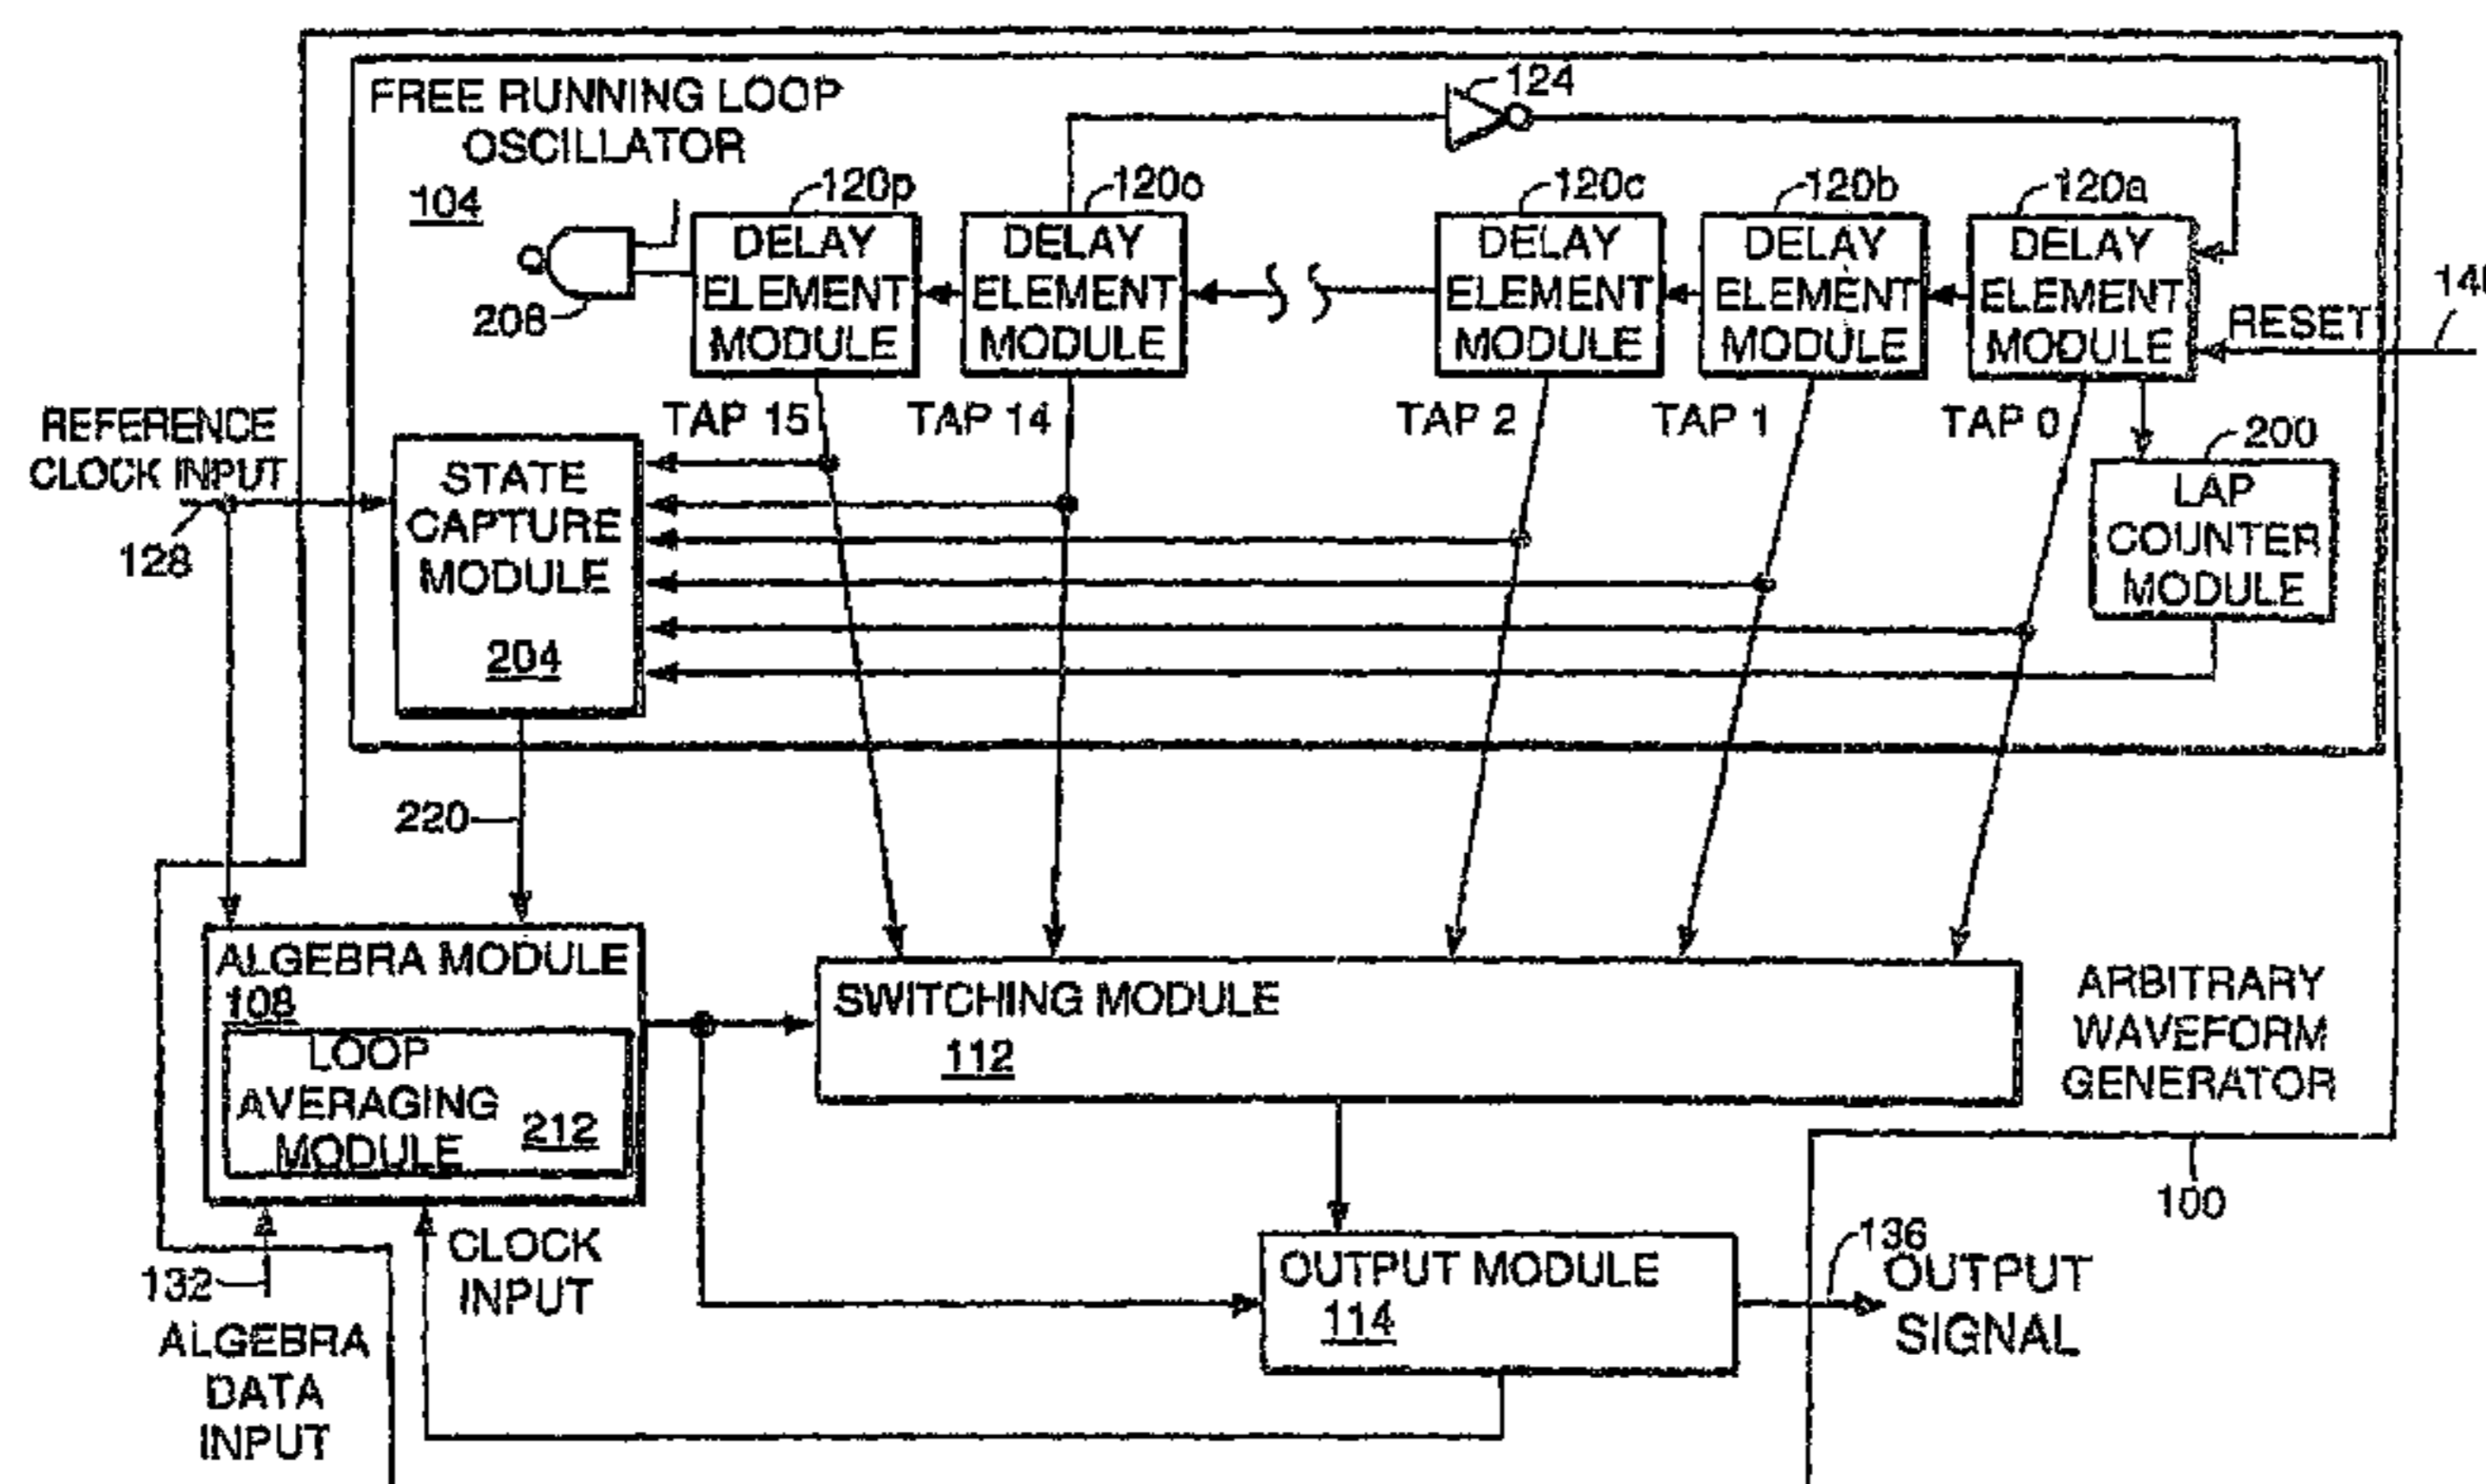 FREE RUNNING LOOP
OSCILLATOR
104
124
120p
120o
120c
120b
120a
DELAY
ELEMENT
MODULE
DELAY
ELEMENT
MODULE
DELAY
ELEMENT
MODULE
DELAY
ELEMENT
MODULE
DELAY
ELEMENT
MODULE
208
RESET
TAP 15
TAP 14
TAP 2
TAP 1
TAP 0
200
REFERENCE
CLOCK INPUT
128
STATE
CAPTURE
MODULE
204
LAP
COUNTER
MODULE
220
ALGEBRA MODULE
108
LOOP
AVERAGING
MODULE
212
SWITCHING MODULE
112
ARBITRARY
WAVEFORM
GENERATOR
100
132
ALGEBRA
DATA
INPUT
CLOCK
INPUT
OUTPUT MODULE
114
136
OUTPUT
SIGNAL